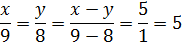 x/9 = y/8 = (x − y)/(9 − 8) = 5/1 = 5